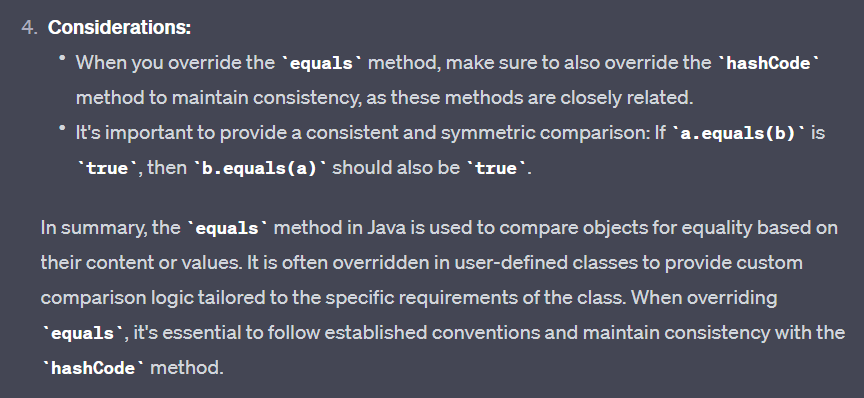 4. Considerations:
• When you override the `equals` method, make sure to also override the `hashCode`
method to maintain consistency, as these methods are closely related.
• It's important to provide a consistent and symmetric comparison: If `a.equals(b)` is
`true`, then `b.equals(a)` should also be `true`.
In summary, the `equals` method in Java is used to compare objects for equality based on
their content or values. It is often overridden in user-defined classes to provide custom
comparison logic tailored to the specific requirements of the class. When overriding
`equals`, it's essential to follow established conventions and maintain consistency with the
`hashCode` method.